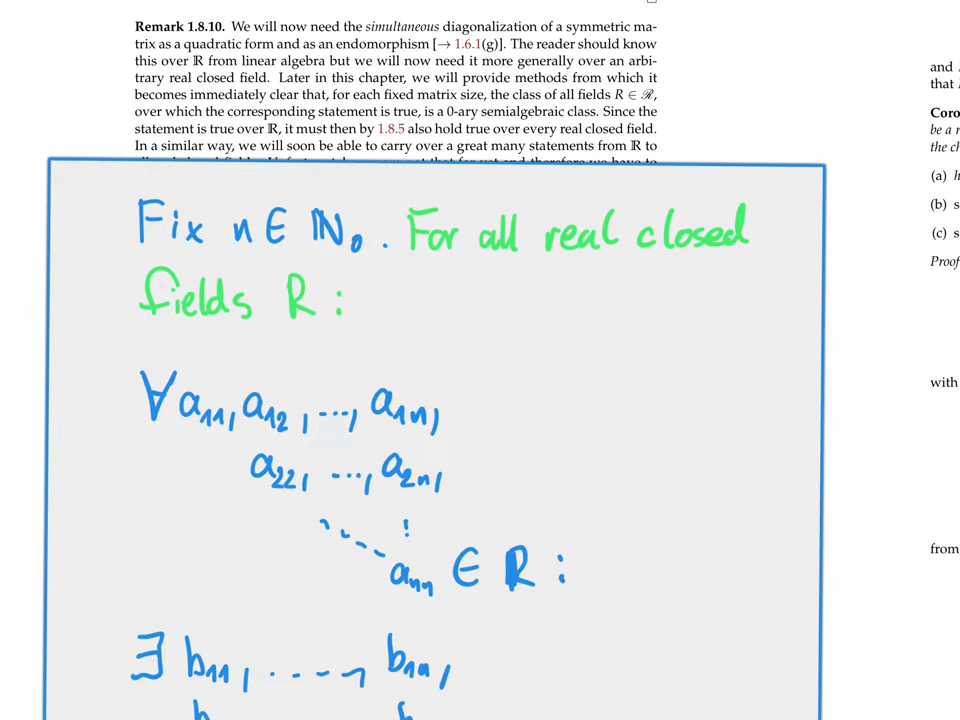 Remark 1.8.10. We will now need the simultaneous diagonalization of a symmetric ma-
trix as a quadratic form and as an endomorphism [→ 1.6.1(g)]. The reader should know
this over ℝ from linear algebra but we will now need it more generally over an arbi-
trary real closed field. Later in this chapter, we will provide methods from which it
becomes immediately clear that, for each fixed matrix size, the class of all fields R ∈ ℛ,
over which the corresponding statement is true, is a 0-ary semialgebraic class. Since the
statement is true over ℝ, it must then by 1.8.5 also hold true over every real closed field.
In a similar way, we will soon be able to carry over a great many statements from ℝ to
Fix n ∈ ℕ₀. For all real closed
fields R :
∀ a₁₁, a₁₂, ..., a₁ₙ,
a₂₂, ..., a₂ₙ,
aₙₙ ∈ R :
∃ b₁₁, ...., b₁ₙ,
and
that
Coro
be a r
the ch
(a) h
(b) s
(c) s
Proof
with
from